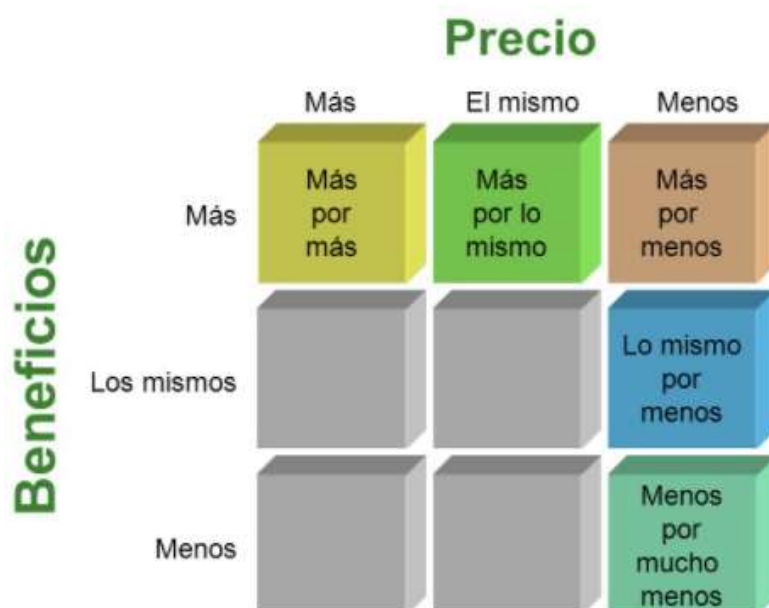 Precio
Más
El mismo
Menos
Beneficios
Más
Más
por
más
Más
por lo
mismo
Más
por
menos
Los mismos
Lo mismo
por
menos
Menos
Menos
por
mucho
menos